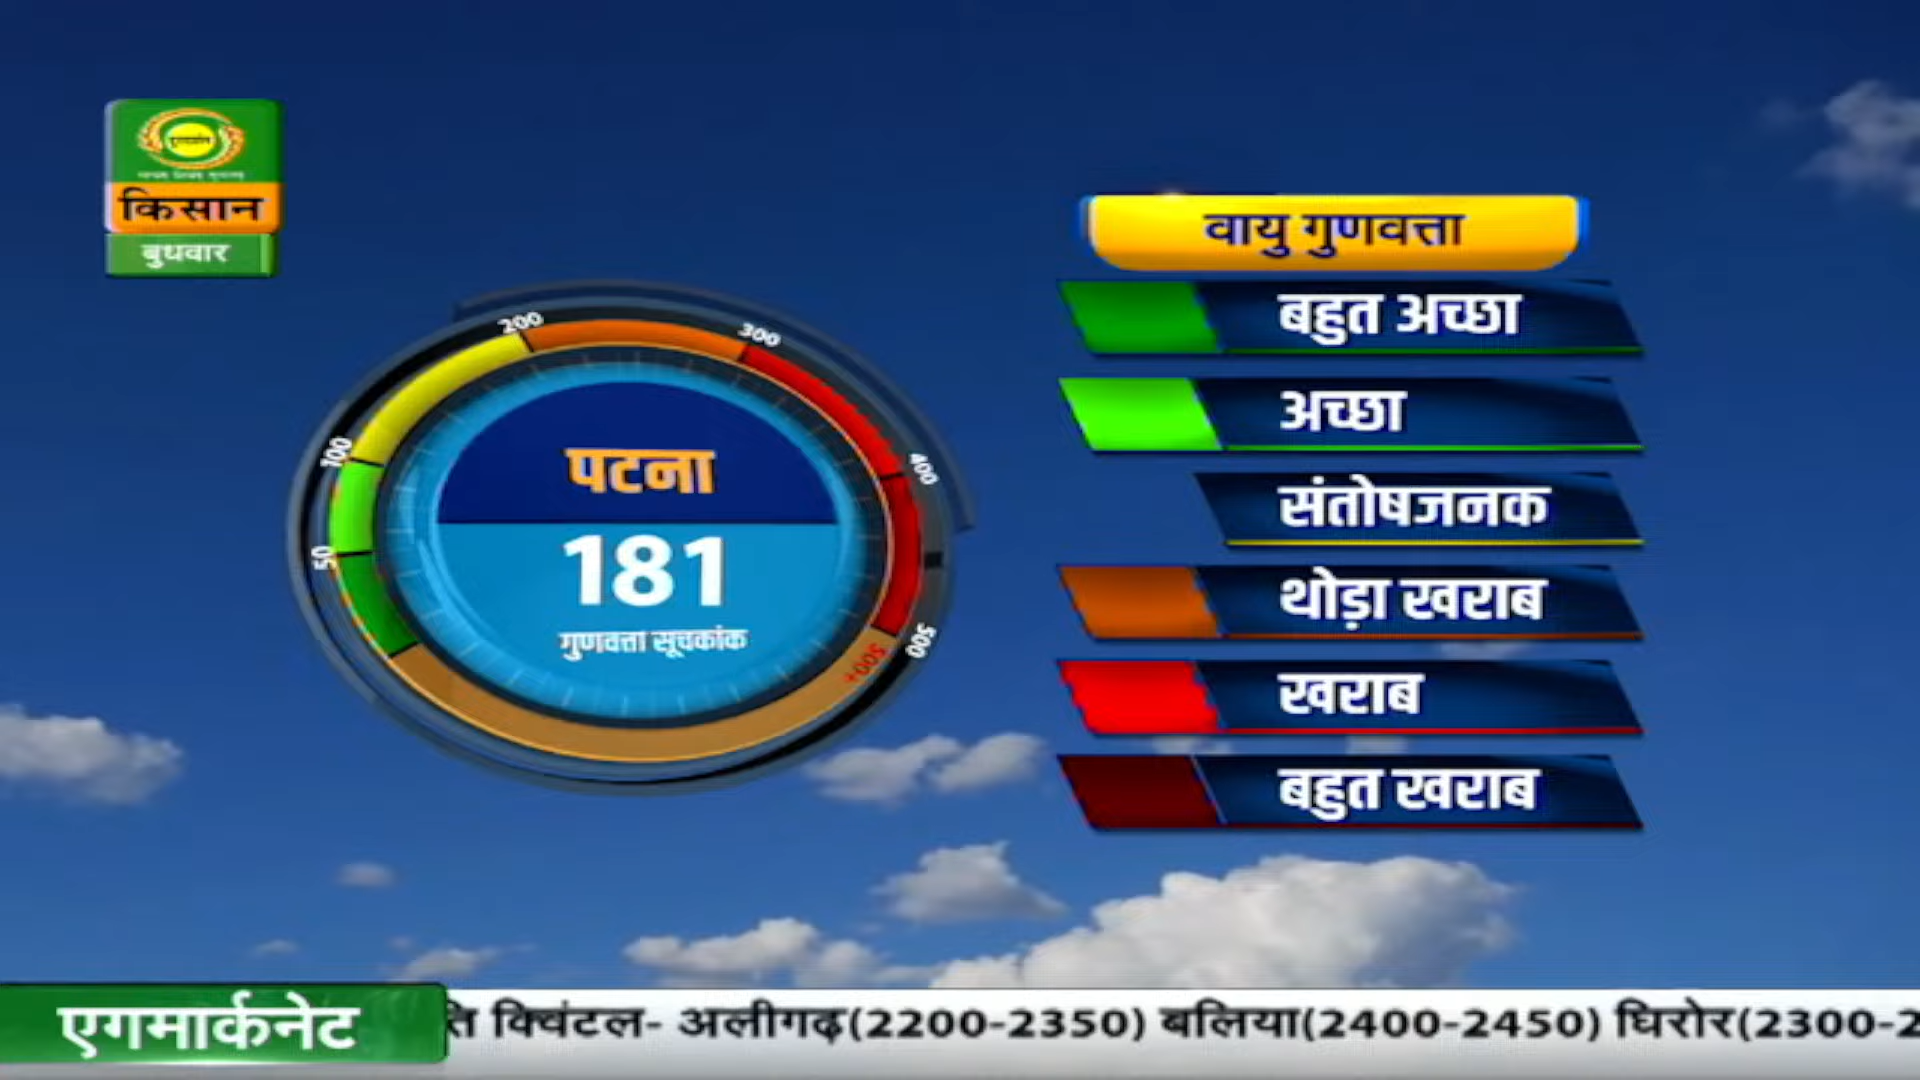 किसान
बुधवार
वायु गुणवत्ता
बहुत अच्छा
अच्छा
संतोषजनक
थोड़ा खराब
खराब
बहुत खराब
50
100
200
300
400
500
500+
पटना
181
गुणवत्ता सूचकांक
एगमार्कनेट
ति क्विंटल- अलीगढ़(2200-2350) बलिया(2400-2450) घिरोर(2300-2